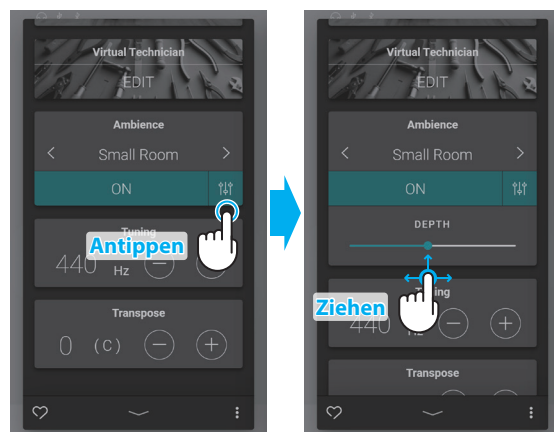 Virtual Technician
EDIT
Ambience
Small Room
ON
Tuning
Antippen
440 Hz
Transpose
0 (C)
Virtual Technician
EDIT
Ambience
Small Room
ON
DEPTH
Ziehen
440
Transpose